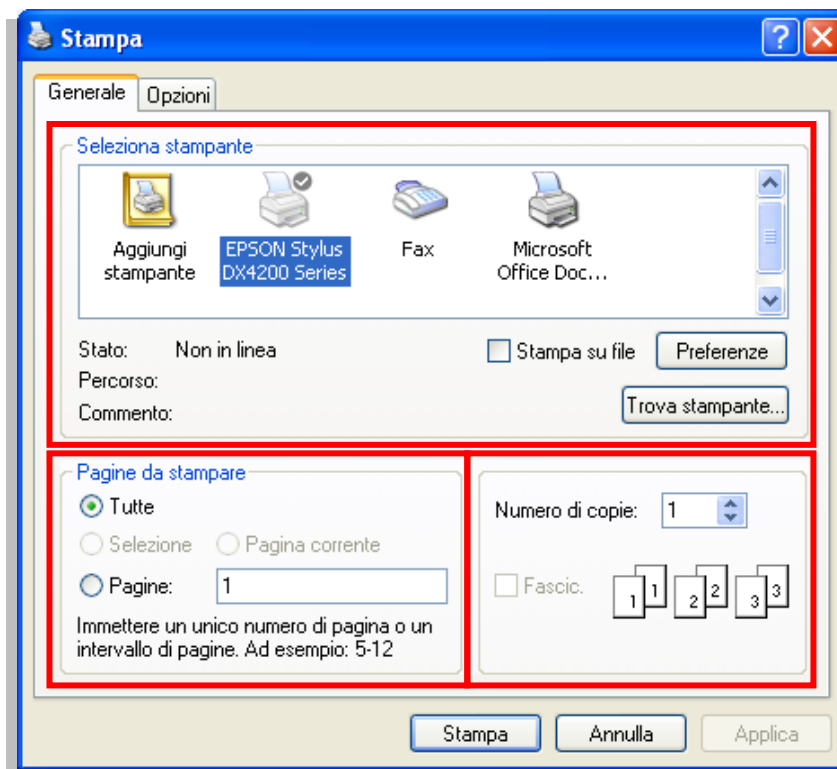 Stampa
Generale Opzioni
Seleziona stampante
Aggiungi stampante
EPSON Stylus DX4200 Series
Fax
Microsoft Office Doc...
Stato: Non in linea
Stampa su file Preferenze
Percorso:
Commento:
Trova stampante...
Pagine da stampare
Tutte
Selezione Pagina corrente
Pagine: 1
Immettere un unico numero di pagina o un
intervallo di pagine. Ad esempio: 5-12
Numero di copie: 1
Fascic. 1 1 2 2 3 3
Stampa Annulla Applica